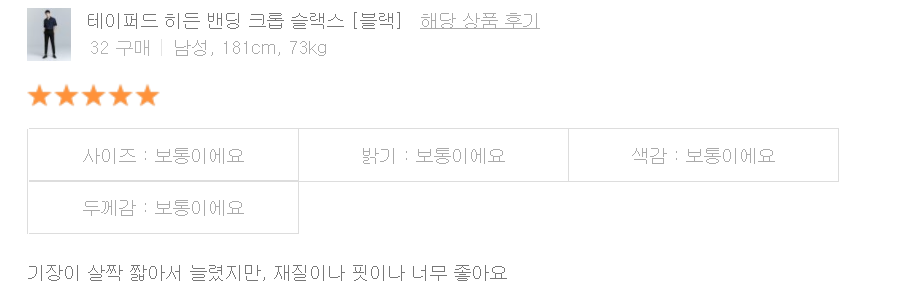 테이퍼드 히든 밴딩 크롭 슬랙스 [블랙] 해당 상품 후기
32 구매 | 남성, 181cm, 73kg
사이즈 : 보통이에요 밝기 : 보통이에요 색감 : 보통이에요
두께감 : 보통이에요
기장이 살짝 짧아서 늘렸지만, 재질이나 핏이나 너무 좋아요